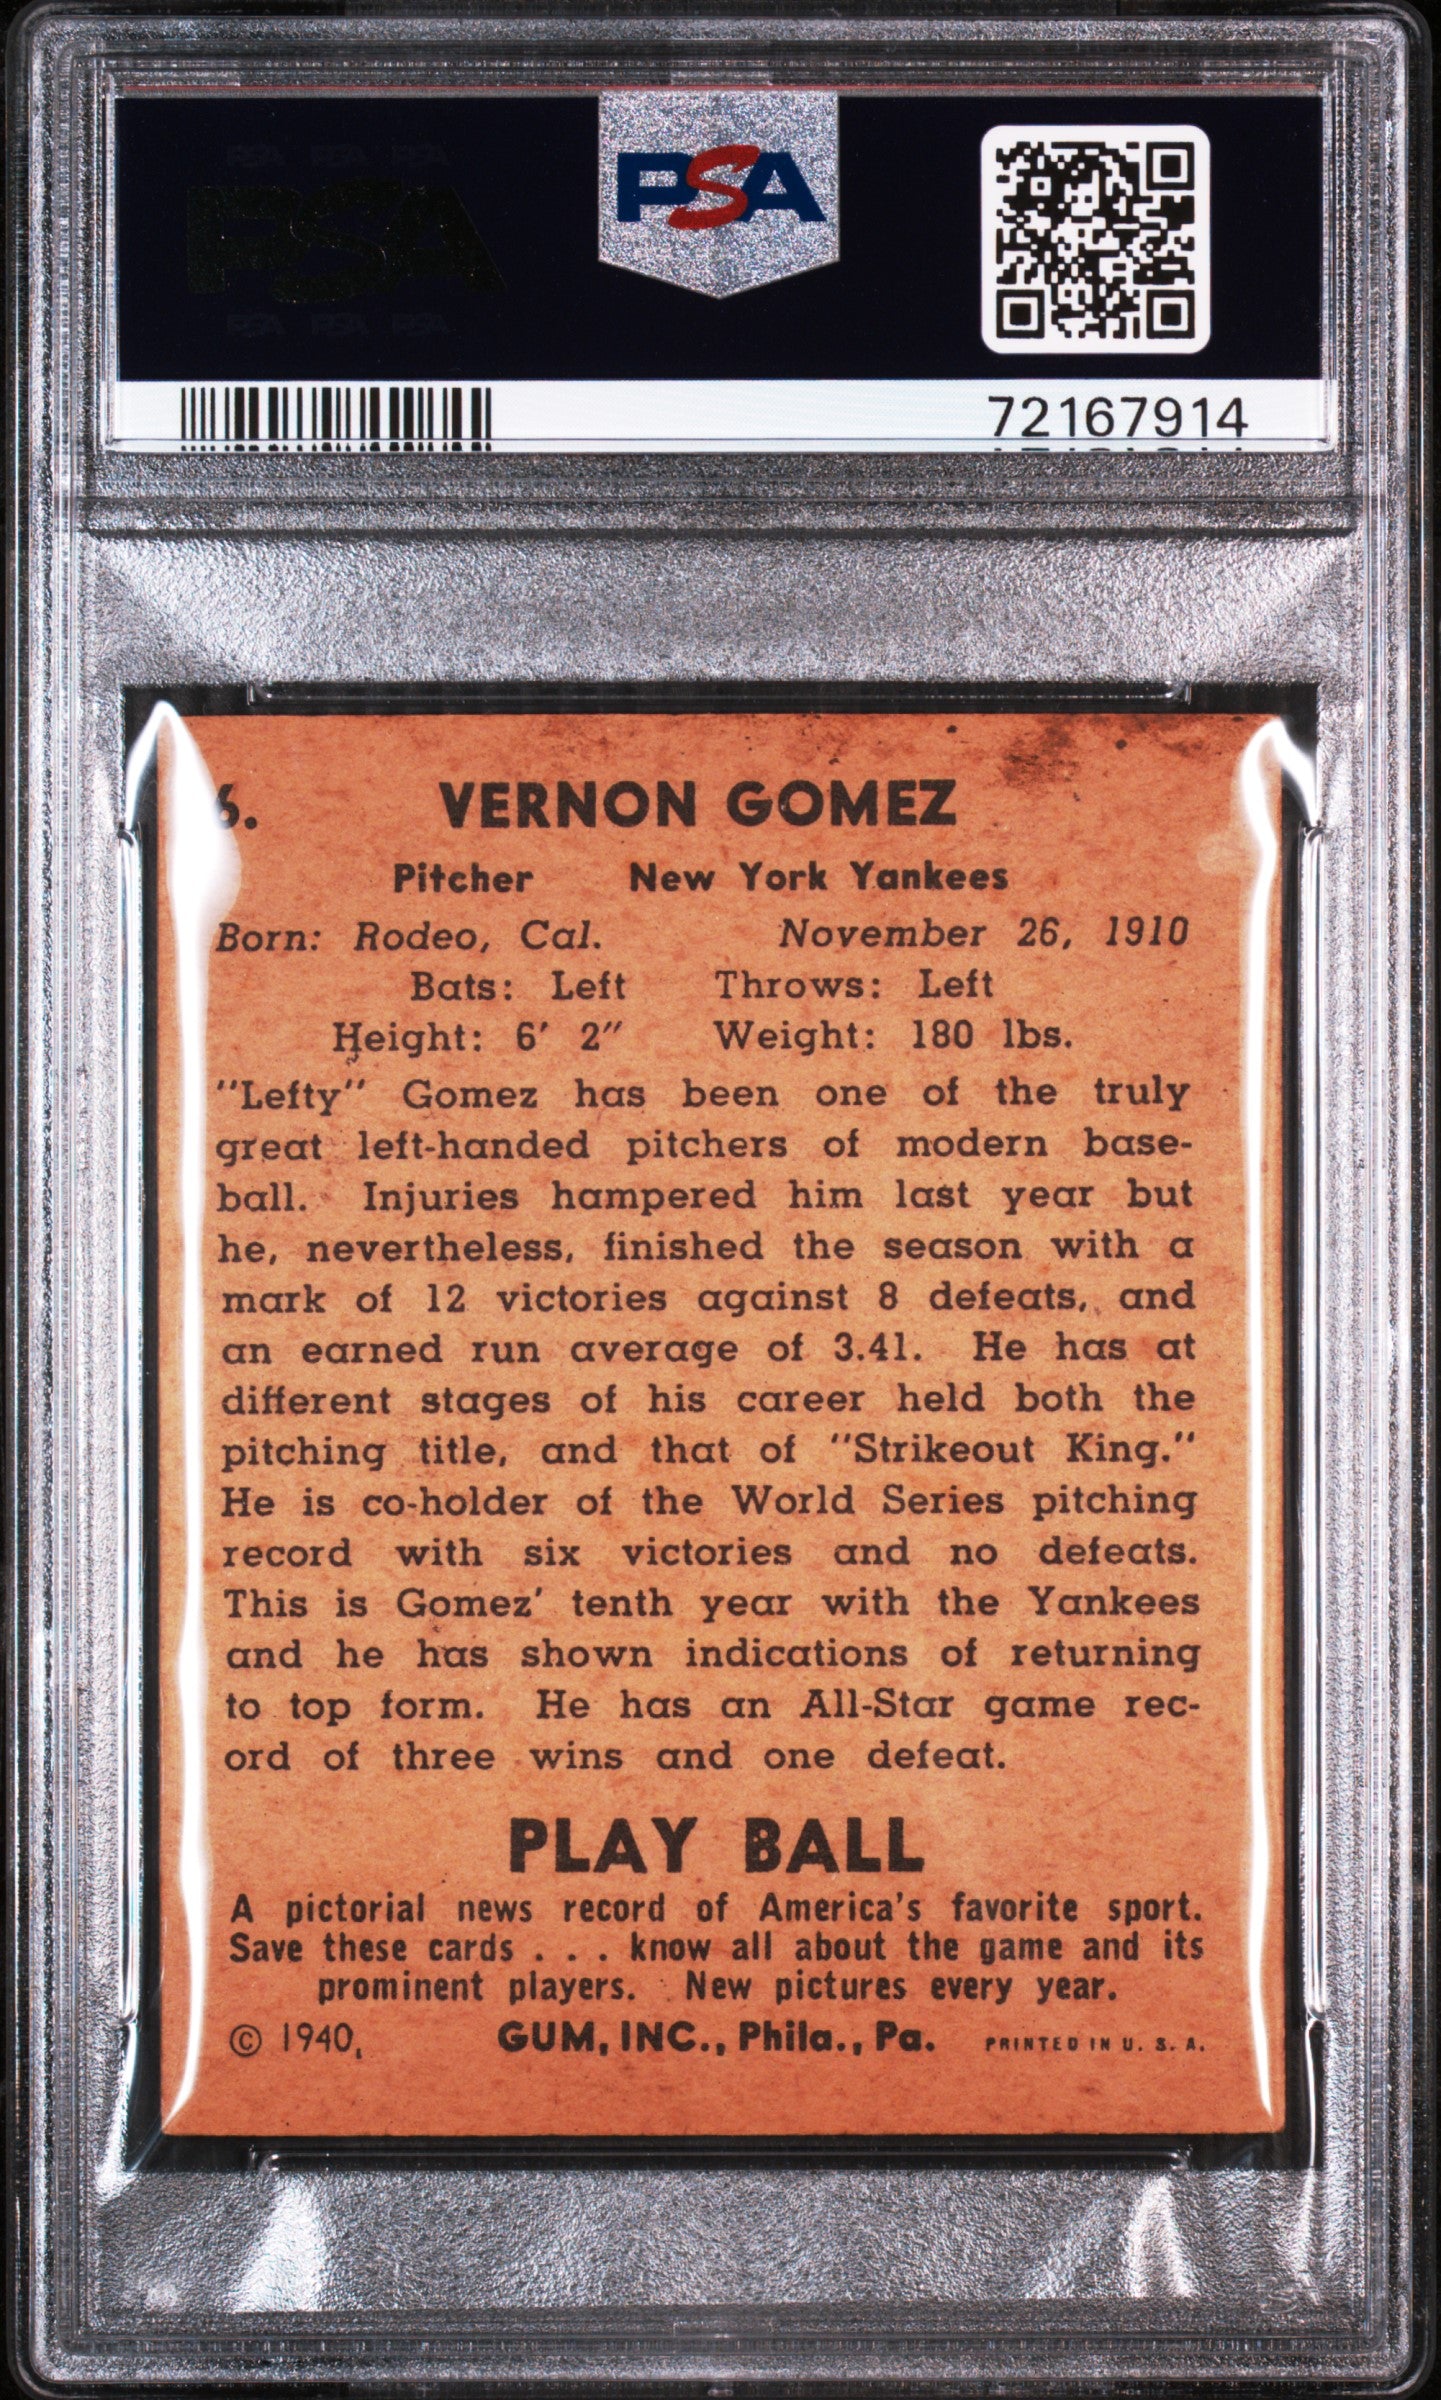 PSA PSA PSA
PSA
PSA PSA PSA
PSA
72167914
6. VERNON GOMEZ
Pitcher New York Yankees
Born: Rodeo, Cal. November 26, 1910
Bats: Left Throws: Left
Height: 6' 2" Weight: 180 lbs.
"Lefty" Gomez has been one of the truly
great left-handed pitchers of modern base-
ball. Injuries hampered him last year but
he, nevertheless, finished the season with a
mark of 12 victories against 8 defeats, and
an earned run average of 3.41. He has at
different stages of his career held both the
pitching title, and that of "Strikeout King."
He is co-holder of the World Series pitching
record with six victories and no defeats.
This is Gomez' tenth year with the Yankees
and he has shown indications of returning
to top form. He has an All-Star game rec-
ord of three wins and one defeat.
PLAY BALL
A pictorial news record of America's favorite sport.
Save these cards . . . know all about the game and its
prominent players. New pictures every year.
© 1940, GUM, INC., Phila., Pa. PRINTED IN U. S. A.